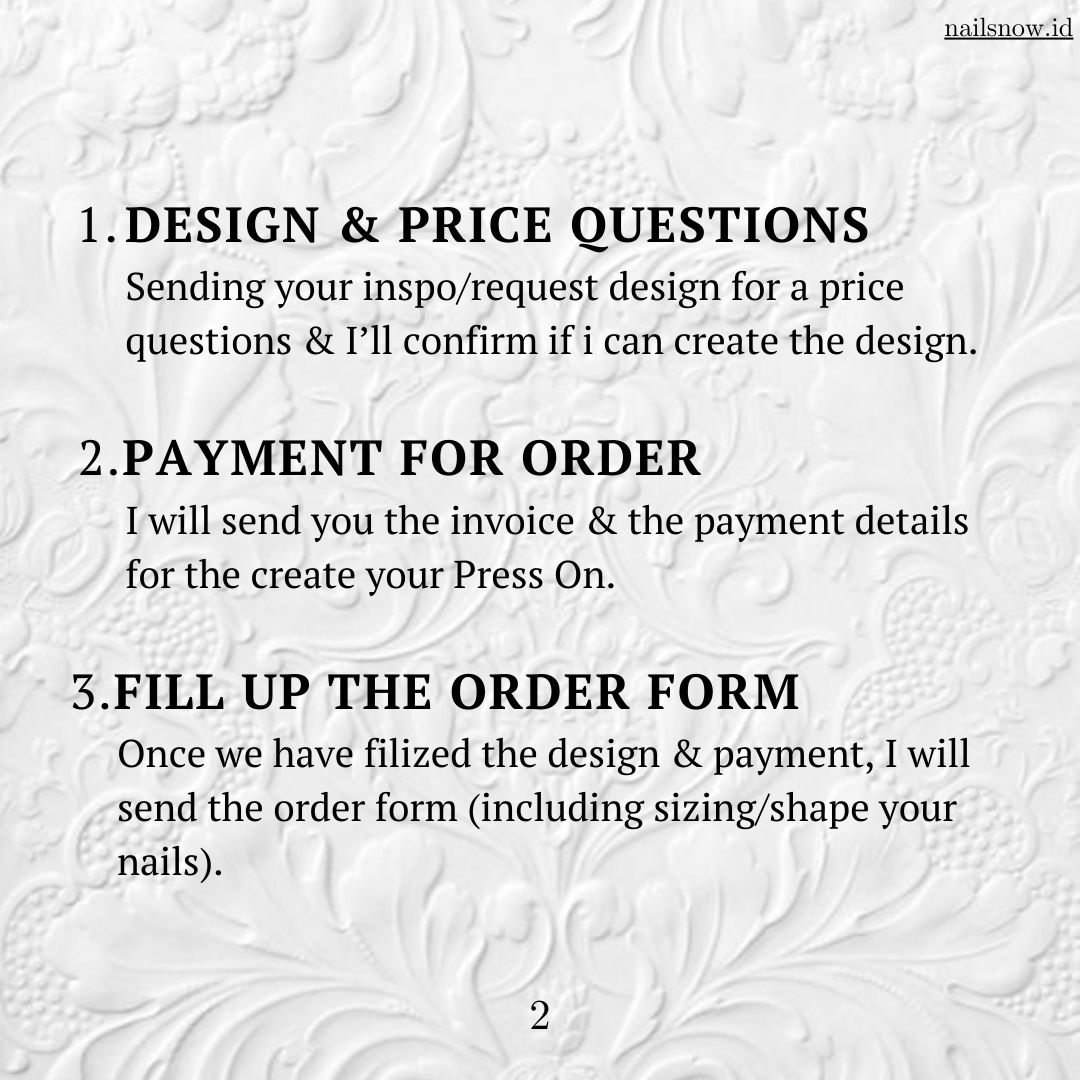 nailsnow.id
1. DESIGN & PRICE QUESTIONS
Sending your inspo/request design for a price
questions & I’ll confirm if i can create the design.
2.PAYMENT FOR ORDER
I will send you the invoice & the payment details
for the create your Press On.
3.FILL UP THE ORDER FORM
Once we have filized the design & payment, I will
send the order form (including sizing/shape your
nails).
2